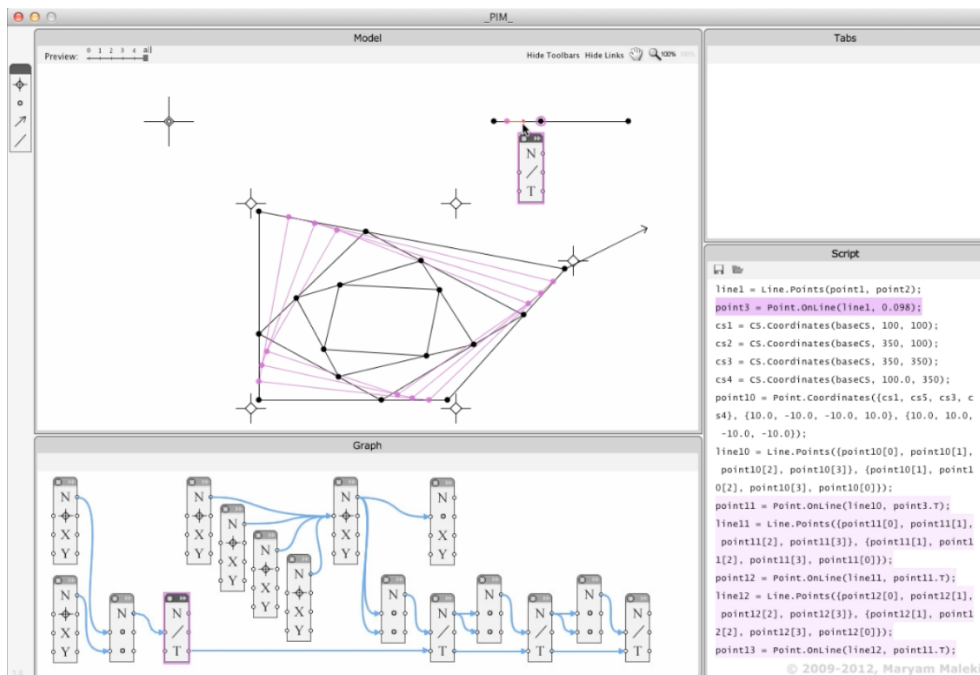 _PIM_
Model
Preview:
0 1 2 3 4 all
Hide Toolbars Hide Links 100%
N
T
Tabs
Script
line1 = Line.Points(point1, point2);
point3 = Point.OnLine(line1, 0.098);
cs1 = CS.Coordinates(baseCS, 100, 100);
cs2 = CS.Coordinates(baseCS, 350, 100);
cs3 = CS.Coordinates(baseCS, 350, 350);
cs4 = CS.Coordinates(baseCS, 100.0, 350);
point10 = Point.Coordinates({cs1, cs5, cs3, c
s4}, {10.0, -10.0, -10.0, 10.0}, {10.0, 10.0,
-10.0, -10.0});
line10 = Line.Points({point10[0], point10[1],
point10[2], point10[3]}, {point10[1], point1
0[2], point10[3], point10[0]});
point11 = Point.OnLine(line10, point3.T);
line11 = Line.Points({point11[0], point11[1],
point11[2], point11[3]}, {point11[1], point1
1[2], point11[3], point11[0]});
point12 = Point.OnLine(line11, point11.T);
line12 = Line.Points({point12[0], point12[1],
point12[2], point12[3]}, {point12[1], point1
2[2], point12[3], point12[0]});
point13 = Point.OnLine(line12, point11.T);
Graph
N
X
Y
N
X
Y
N
N
T
N
X
Y
N
X
Y
N
X
Y
N
X
Y
N
X
Y
N
X
Y
N
N
T
N
N
T
N
N
T
© 2009-2012, Maryam Maleki